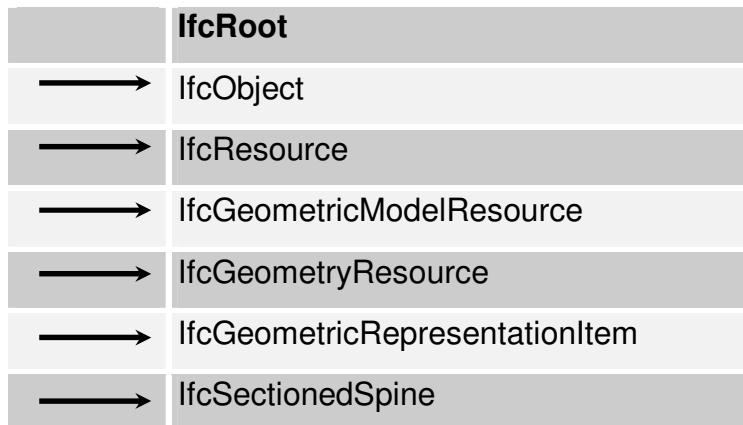 IfcRoot
IfcObject
IfcResource
IfcGeometricModelResource
IfcGeometryResource
IfcGeometricRepresentationItem
IfcSectionedSpine